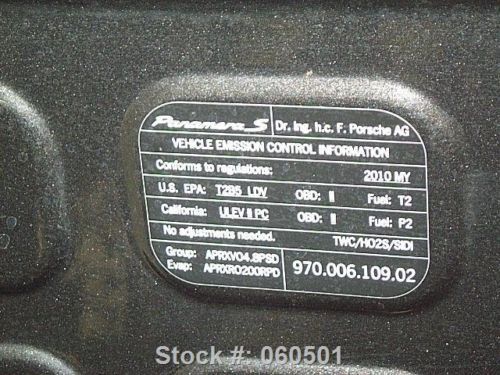 Panamera S Dr. Ing. h.c. F. Porsche AG
VEHICLE EMISSION CONTROL INFORMATION
Conforms to regulations: 2010 MY
U.S. EPA: T2B5 LDV OBD: II Fuel: T2
California: ULEV II PC OBD: II Fuel: P2
No adjustments needed. TWC/HO2S/SIDI
Group: APRXV04.8PSD
Evap: APRXR0200RPD
970.006.109.02
Stock #: 060501